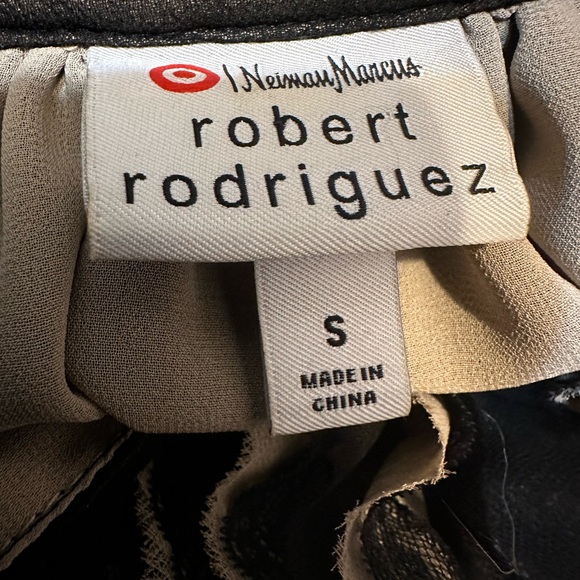 | Neiman Marcus
robert
rodriguez
S
MADE IN
CHINA